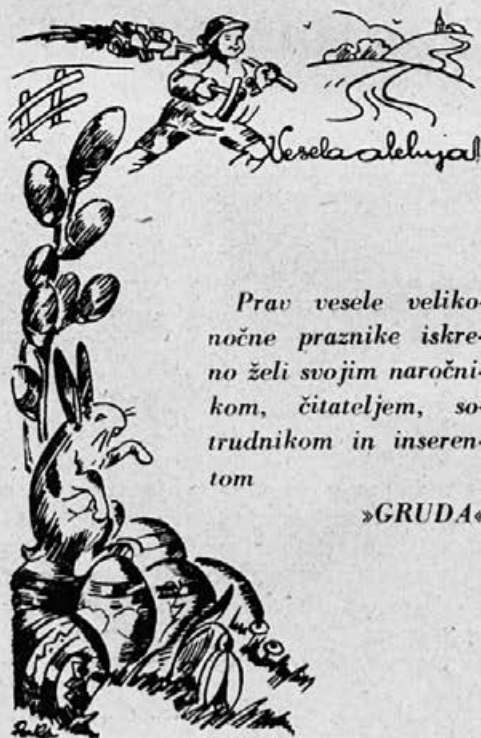 Vesela aleluja!
Prav vesele veliko-
nočne praznike iskre-
no želi svojim naročni-
kom, čitateljem, so-
trudnikom in inseren-
tom
»GRUDA«